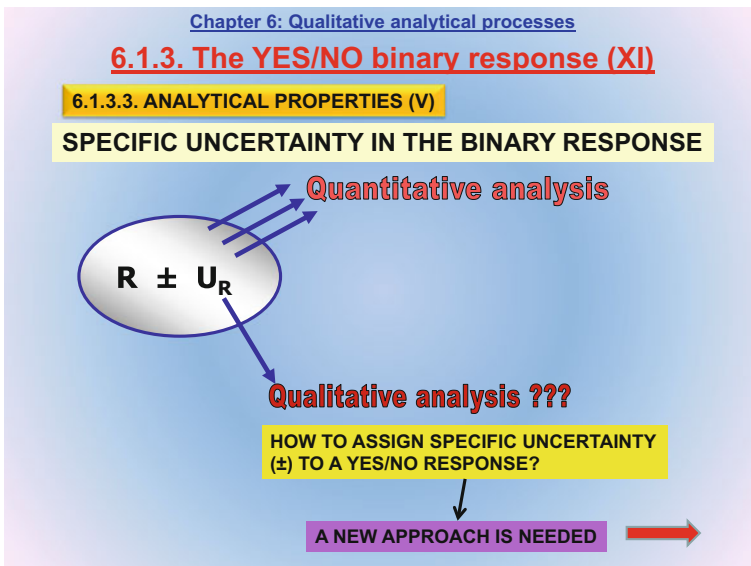 Chapter 6: Qualitative analytical processes
6.1.3. The YES/NO binary response (XI)
6.1.3.3. ANALYTICAL PROPERTIES (V)
SPECIFIC UNCERTAINTY IN THE BINARY RESPONSE
Quantitative analysis
R ± UR
Qualitative analysis ???
HOW TO ASSIGN SPECIFIC UNCERTAINTY
(±) TO A YES/NO RESPONSE?
A NEW APPROACH IS NEEDED